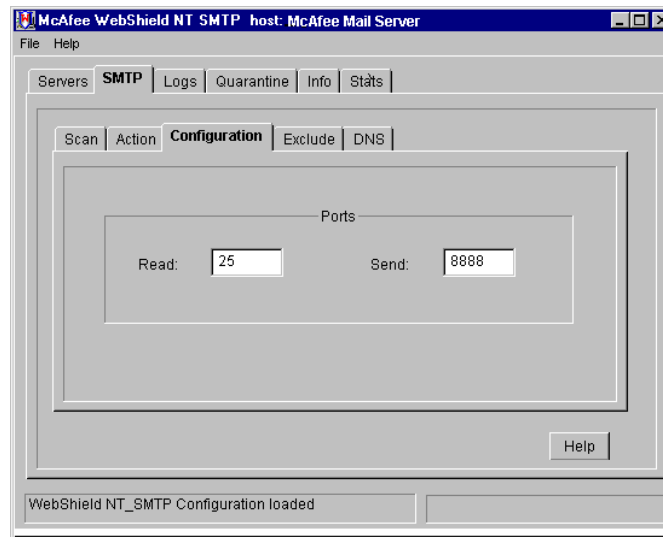 McAfee WebShield NT SMTP host: McAfee Mail Server
File Help
Servers SMTP Logs Quarantine Info Stats
Scan Action Configuration Exclude DNS
Ports
Read: 25 Send: 8888
Help
WebShield NT_SMTP Configuration loaded